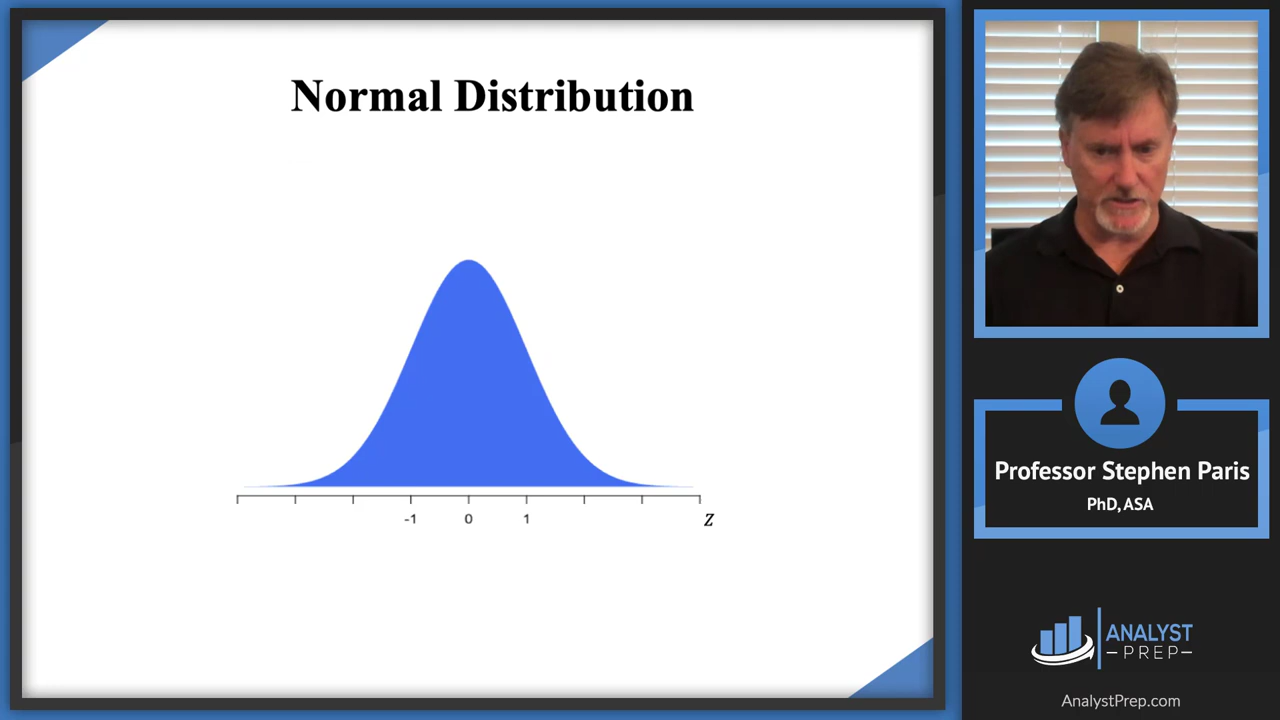 Normal Distribution
-1 0 1 Z
Professor Stephen Paris
PhD, ASA
ANALYST
PREP
AnalystPrep.com